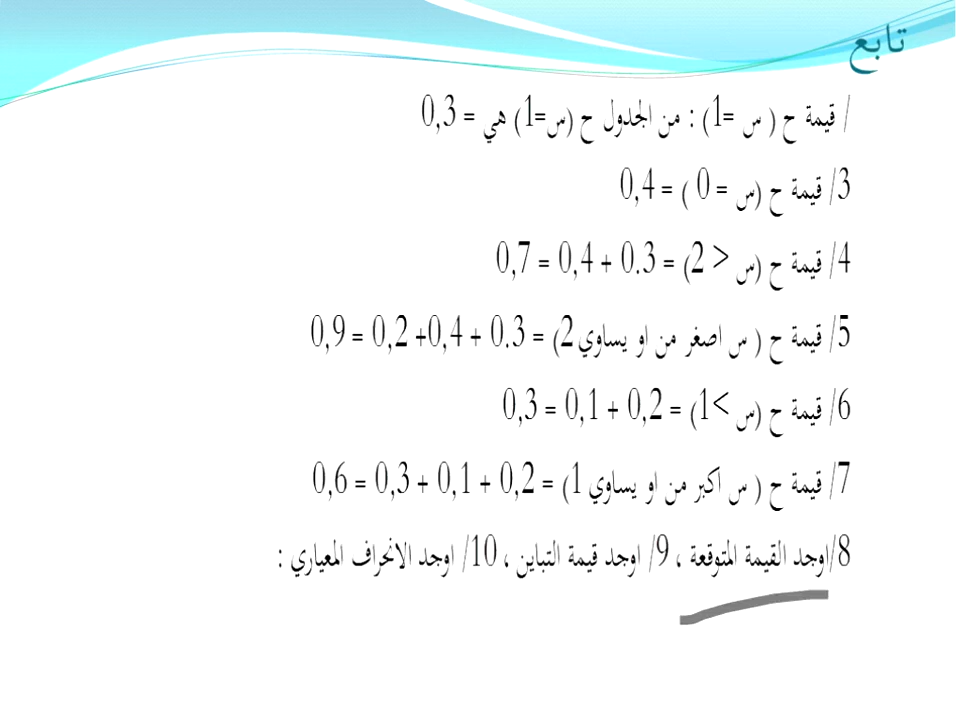 تابع
/ قيمة ح ( س =1) : من الجدول ح (س=1) هي = 0,3
3/ قيمة ح (س = 0 ) = 0,4
4/ قيمة ح (س < 2) = 0.3 + 0,4 = 0,7
5/ قيمة ح ( س اصغر من او يساوي 2) = 0.3 + 0,4+ 0,2 = 0,9
6/ قيمة ح (س >1) = 0,2 + 0,1 = 0,3
7/ قيمة ح ( س اكبر من او يساوي 1) = 0,2 + 0,1 + 0,3 = 0,6
8/اوجد القيمة المتوقعة ، 9/ اوجد قيمة التباين ، 10/ اوجد الانحراف المعياري :